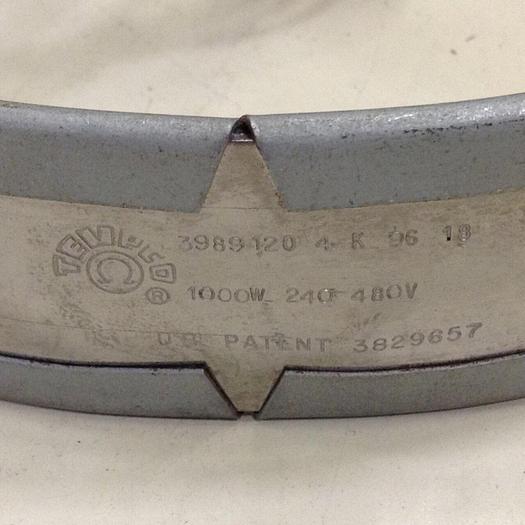 TEMPCO
®
3989120 4 K 96 18
1000W 240 480V
U.S. PATENT 3829657